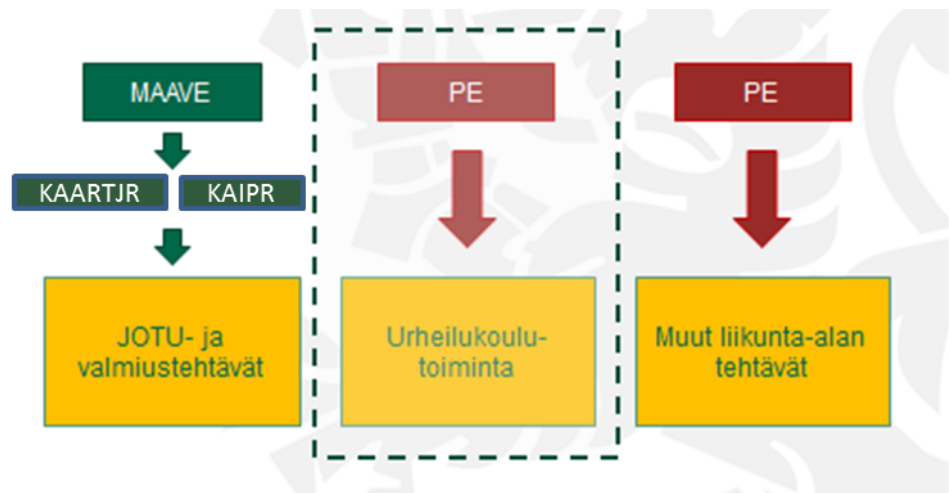 MAAVE
PE
PE
KAARTJR
KAIPR
JOTU- ja
valmiustehtävät
Urheilukoulu-
toiminta
Muut liikunta-alan
tehtävät